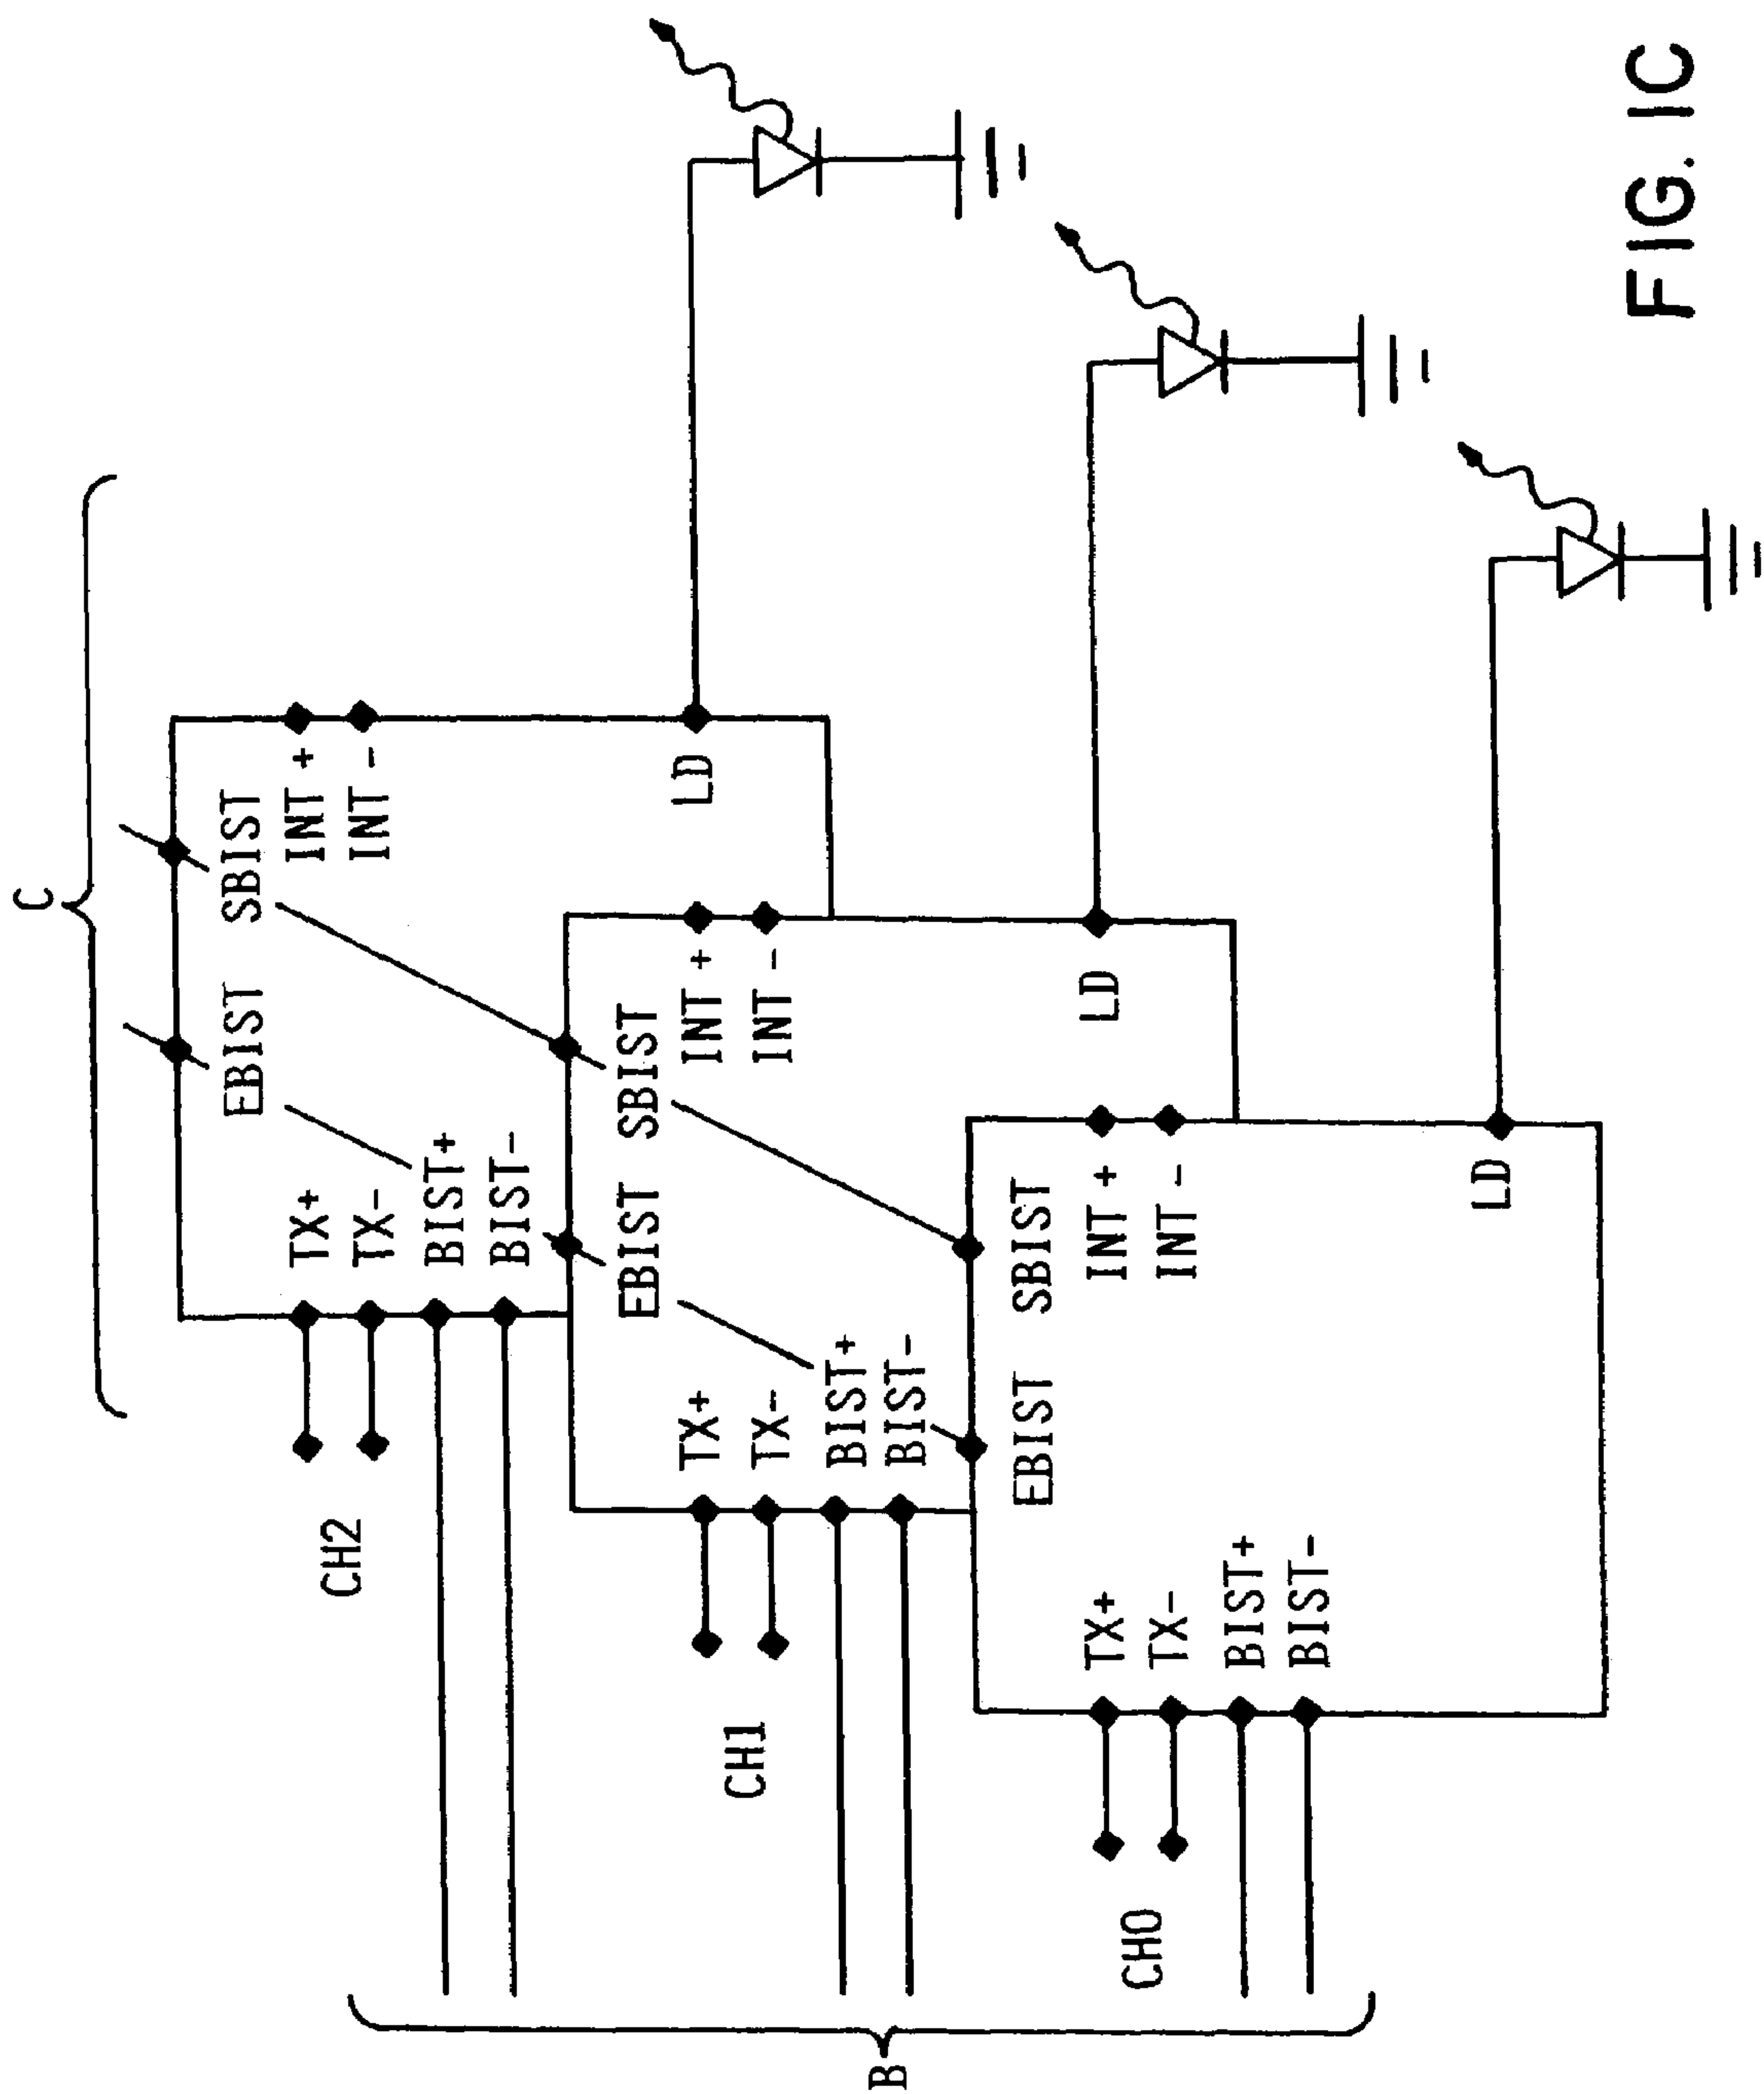 C
EBIST SBIST
INT +
INT -
TX+
TX-
BIST+
BIST-
LD
CH2
EBIST SBIST
INT +
INT -
TX+
TX-
BIST+
BIST-
LD
CH1
EBIST SBIST
INT +
INT -
TX+
TX-
BIST+
BIST-
LD
CH0
B
FIG. 1C